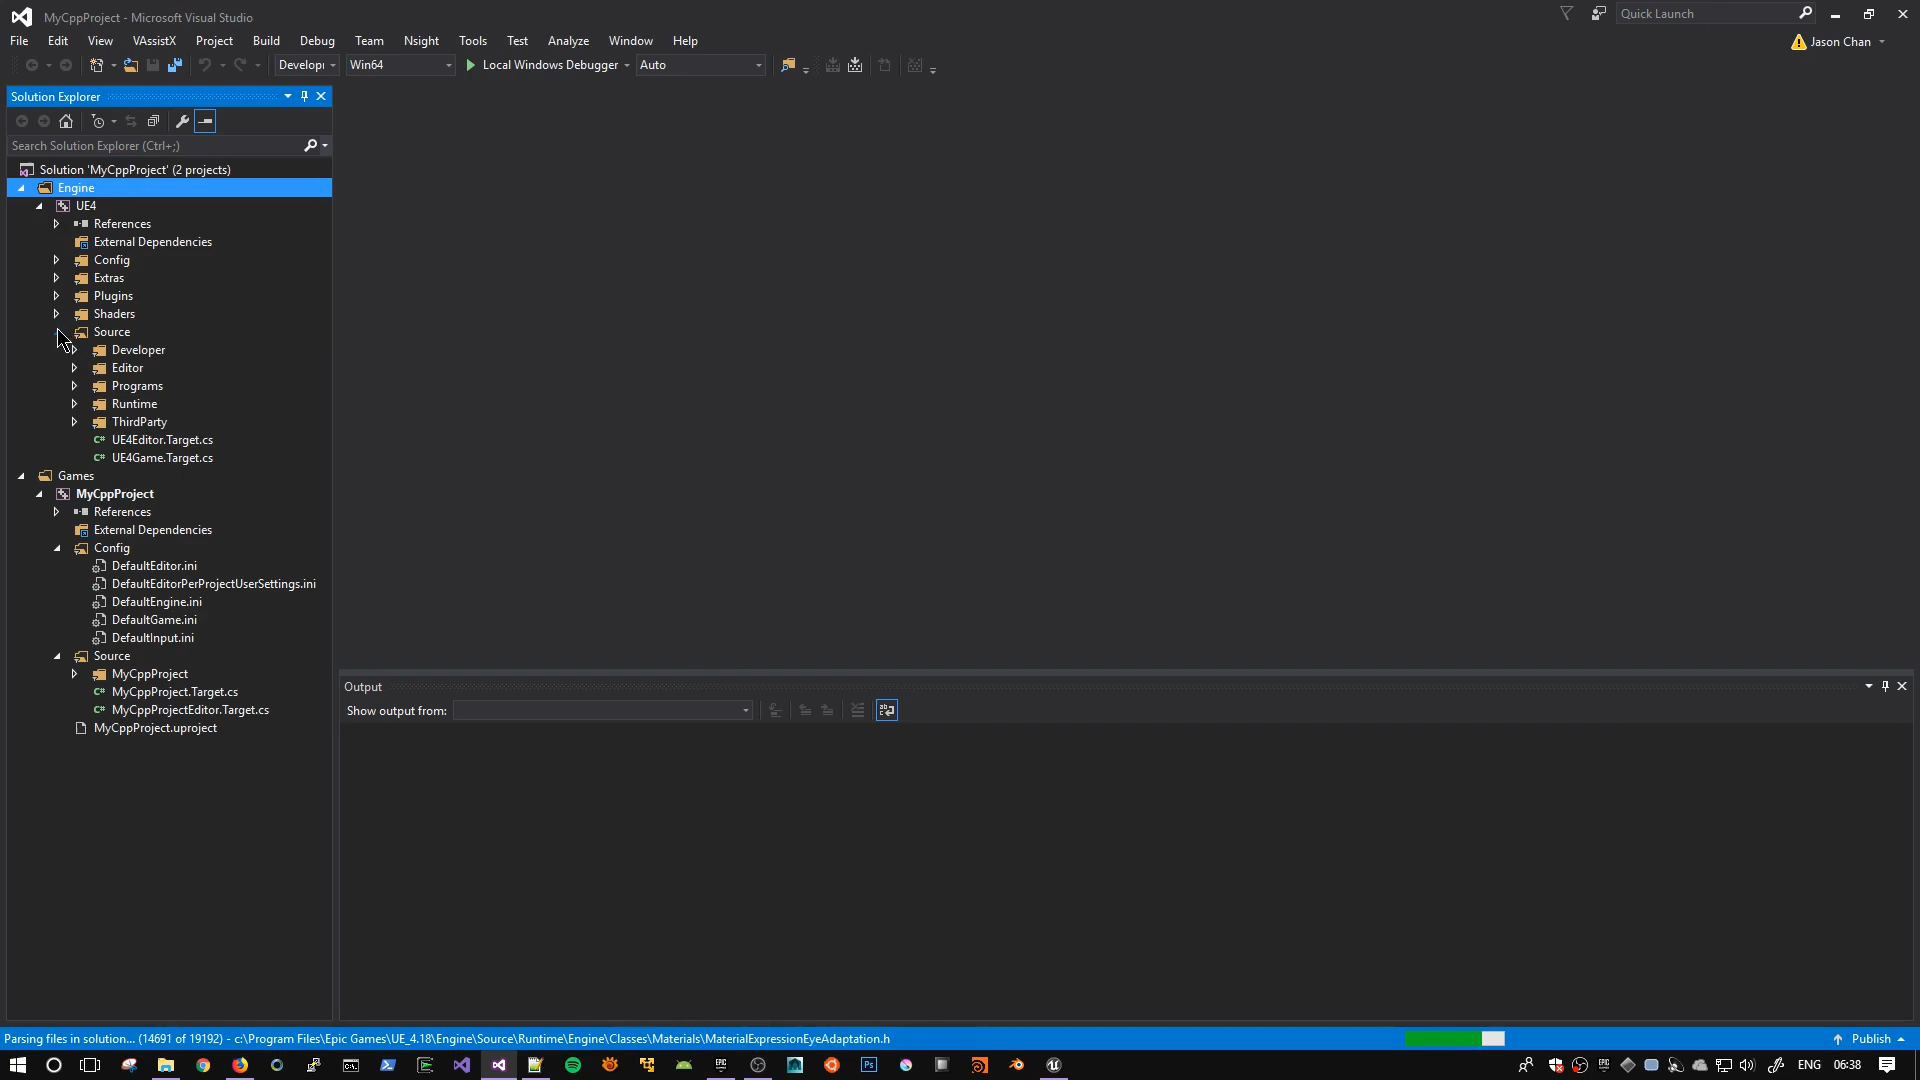 MyCppProject - Microsoft Visual Studio
Quick Launch
File Edit View VAssistX Project Build Debug Team Nsight Tools Test Analyze Window Help
Jason Chan
Develop Win64 Local Windows Debugger Auto
Solution Explorer
Search Solution Explorer (Ctrl+;)
Solution 'MyCppProject' (2 projects)
Engine
UE4
References
External Dependencies
Config
Extras
Plugins
Shaders
Source
Developer
Editor
Programs
Runtime
ThirdParty
C# UE4Editor.Target.cs
C# UE4Game.Target.cs
Games
MyCppProject
References
External Dependencies
Config
DefaultEditor.ini
DefaultEditorPerProjectUserSettings.ini
DefaultEngine.ini
DefaultGame.ini
DefaultInput.ini
Source
MyCppProject
C# MyCppProject.Target.cs
C# MyCppProjectEditor.Target.cs
MyCppProject.uproject
Output
Show output from:
Parsing files in solution... (14691 of 19192) - c:\Program Files\Epic Games\UE_4.18\Engine\Source\Runtime\Engine\Classes\Materials\MaterialExpressionEyeAdaptation.h
Publish
ENG 06:38